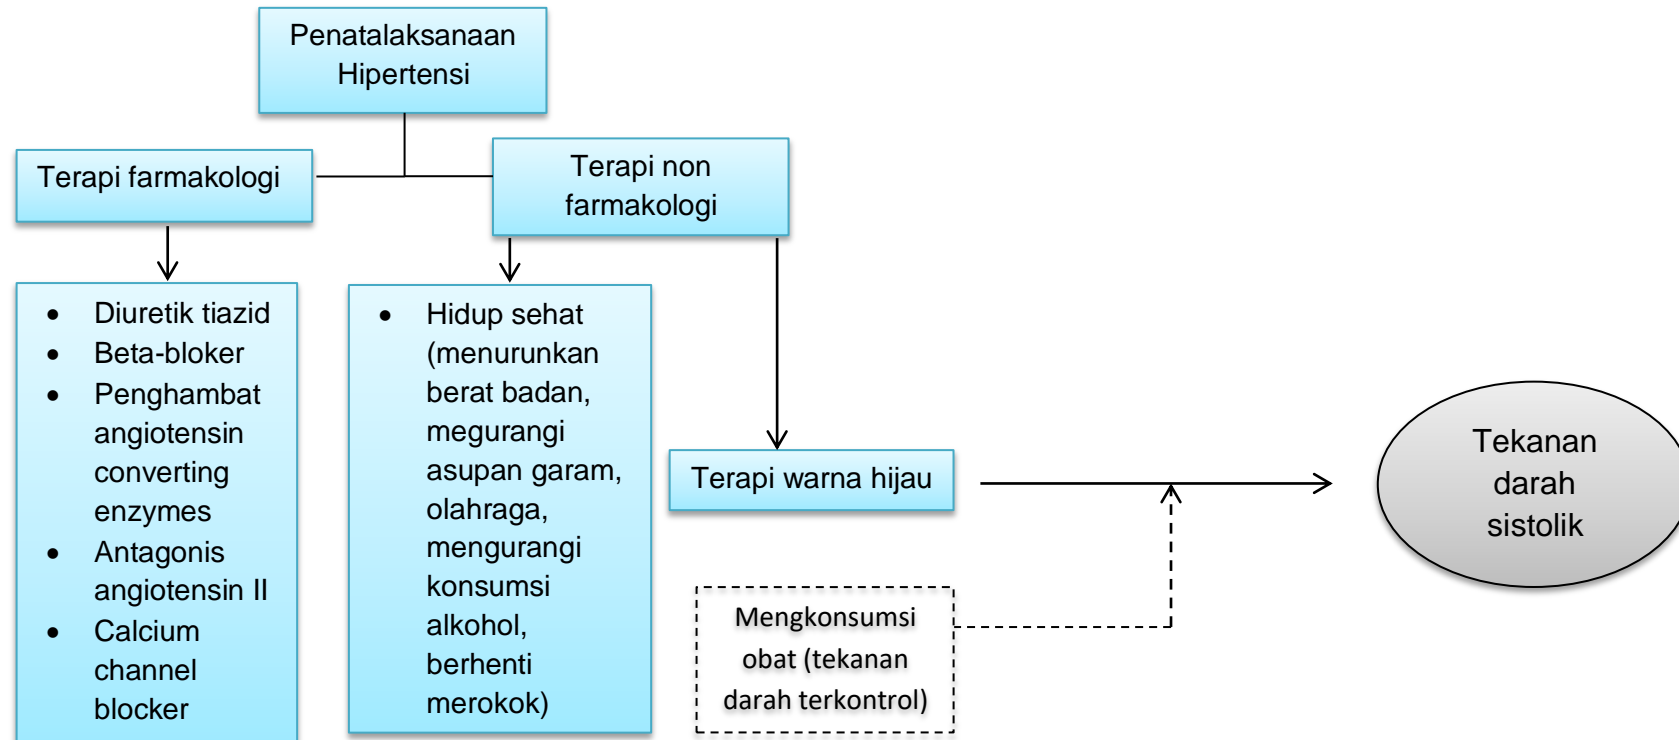 Penatalaksanaan
Hipertensi
Terapi farmakologi
Terapi non
farmakologi
• Diuretik tiazid
• Beta-bloker
• Penghambat
angiotensin
converting
enzymes
• Antagonis
angiotensin II
• Calcium
channel
blocker
• Hidup sehat
(menurunkan
berat badan,
megurangi
asupan garam,
olahraga,
mengurangi
konsumsi
alkohol,
berhenti
merokok)
Terapi warna hijau
Mengkonsumsi
obat (tekanan
darah terkontrol)
Tekanan
darah
sistolik